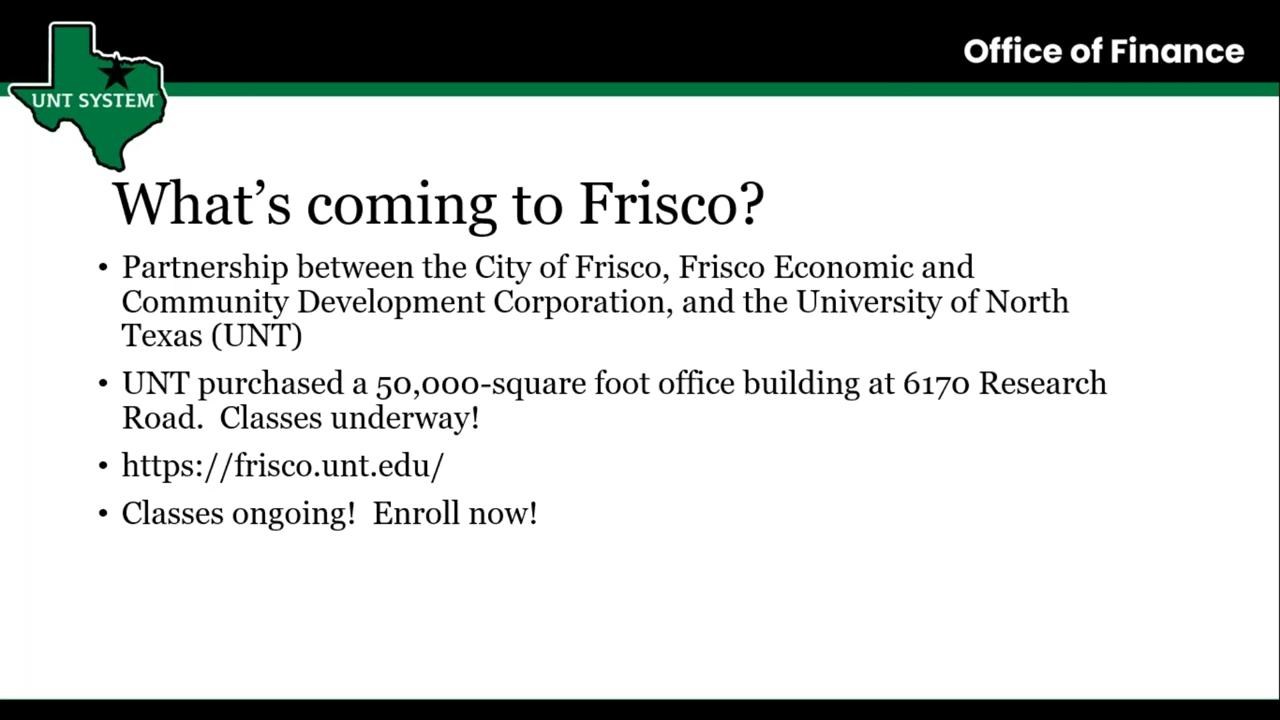 Office of Finance
UNT SYSTEM
What’s coming to Frisco?
• Partnership between the City of Frisco, Frisco Economic and
Community Development Corporation, and the University of North
Texas (UNT)
• UNT purchased a 50,000-square foot office building at 6170 Research
Road.  Classes underway!
• https://frisco.unt.edu/
• Classes ongoing!  Enroll now!